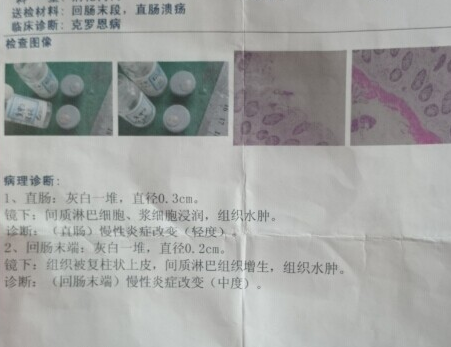 送检材料：回肠末段，直肠溃疡
临床诊断：克罗恩病
检查图像
病理诊断：
1、直肠：灰白一堆，直径0.3cm。
镜下：间质淋巴细胞、浆细胞浸润，组织水肿。
诊断：（直肠）慢性炎症改变（轻度）。
2、回肠末端：灰白一堆，直径0.2cm。
镜下：组织被复柱状上皮，间质淋巴组织增生，组织水肿。
诊断：（回肠末端）慢性炎症改变（中度）。